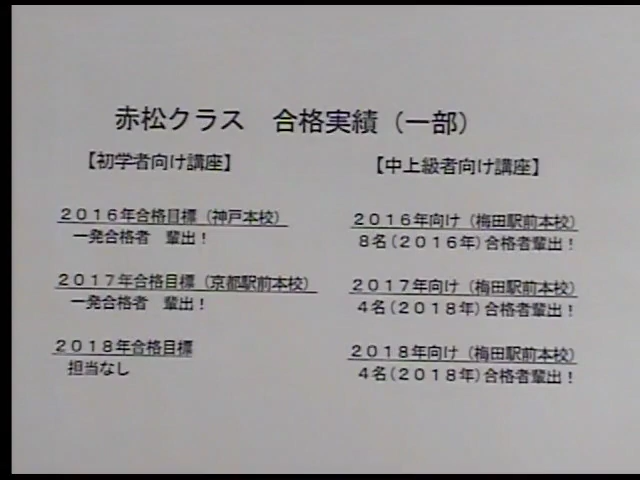 赤松クラス 合格実績（一部）
【初学者向け講座】
２０１６年合格目標（神戸本校）
一発合格者 輩出！
２０１７年合格目標（京都駅前本校）
一発合格者 輩出！
２０１８年合格目標
担当なし
【中上級者向け講座】
２０１６年向け（梅田駅前本校）
８名（２０１６年）合格者輩出！
２０１７年向け（梅田駅前本校）
４名（２０１８年）合格者輩出！
２０１８年向け（梅田駅前本校）
４名（２０１８年）合格者輩出！